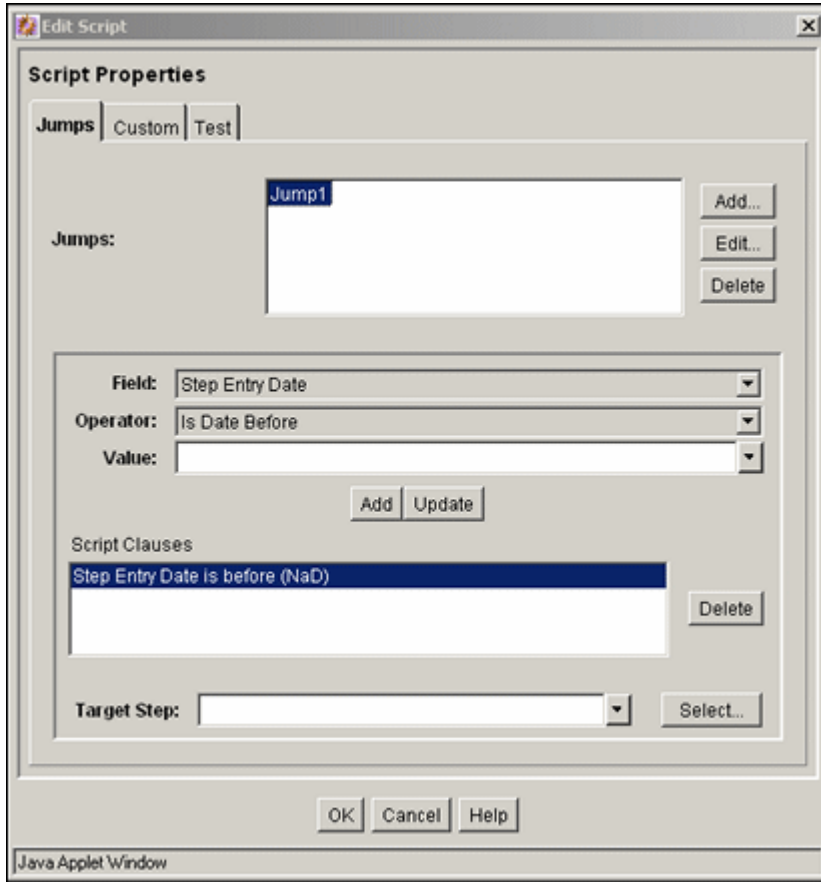 Edit Script
Script Properties
Jumps Custom Test
Jumps:
Jump1
Add...
Edit...
Delete
Field: Step Entry Date
Operator: Is Date Before
Value:
Add Update
Script Clauses
Step Entry Date is before (NaD)
Delete
Target Step:
Select...
OK Cancel Help
Java Applet Window